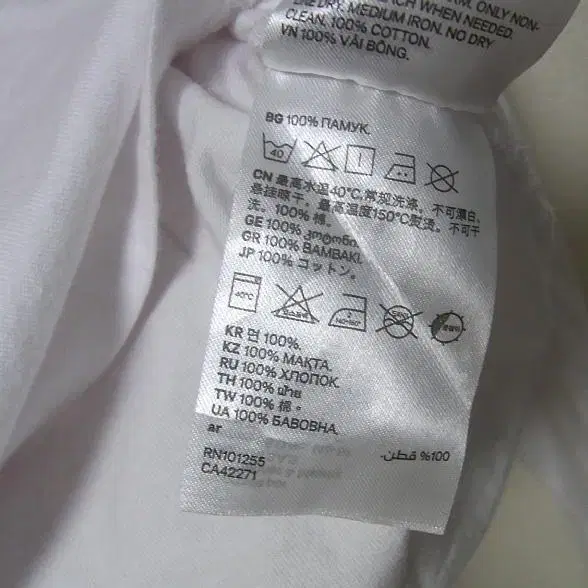 WHEN NEEDED. ONLY NON-
LINE DRY. MEDIUM IRON. NO DRY
CLEAN. 100% COTTON.
VN 100% VẢI BÔNG.
BG 100% ПАМУК.
40
CN 最高水温40℃,常规洗涤。不可漂白。
悬挂晾干。最高温度150℃熨烫。不可干
洗。100% 棉。
GE 100% კოტონი.
GR 100% ΒΑΜΒΑΚΙ.
JP 100% コットン。
40℃
KR 면 100%.
KZ 100% МАҚТА.
RU 100% ХЛОПОК.
TH 100% ฝ้าย
TW 100% 棉。
UA 100% БАВОВНА.
ar
100% قطن.
RN101255
CA42271